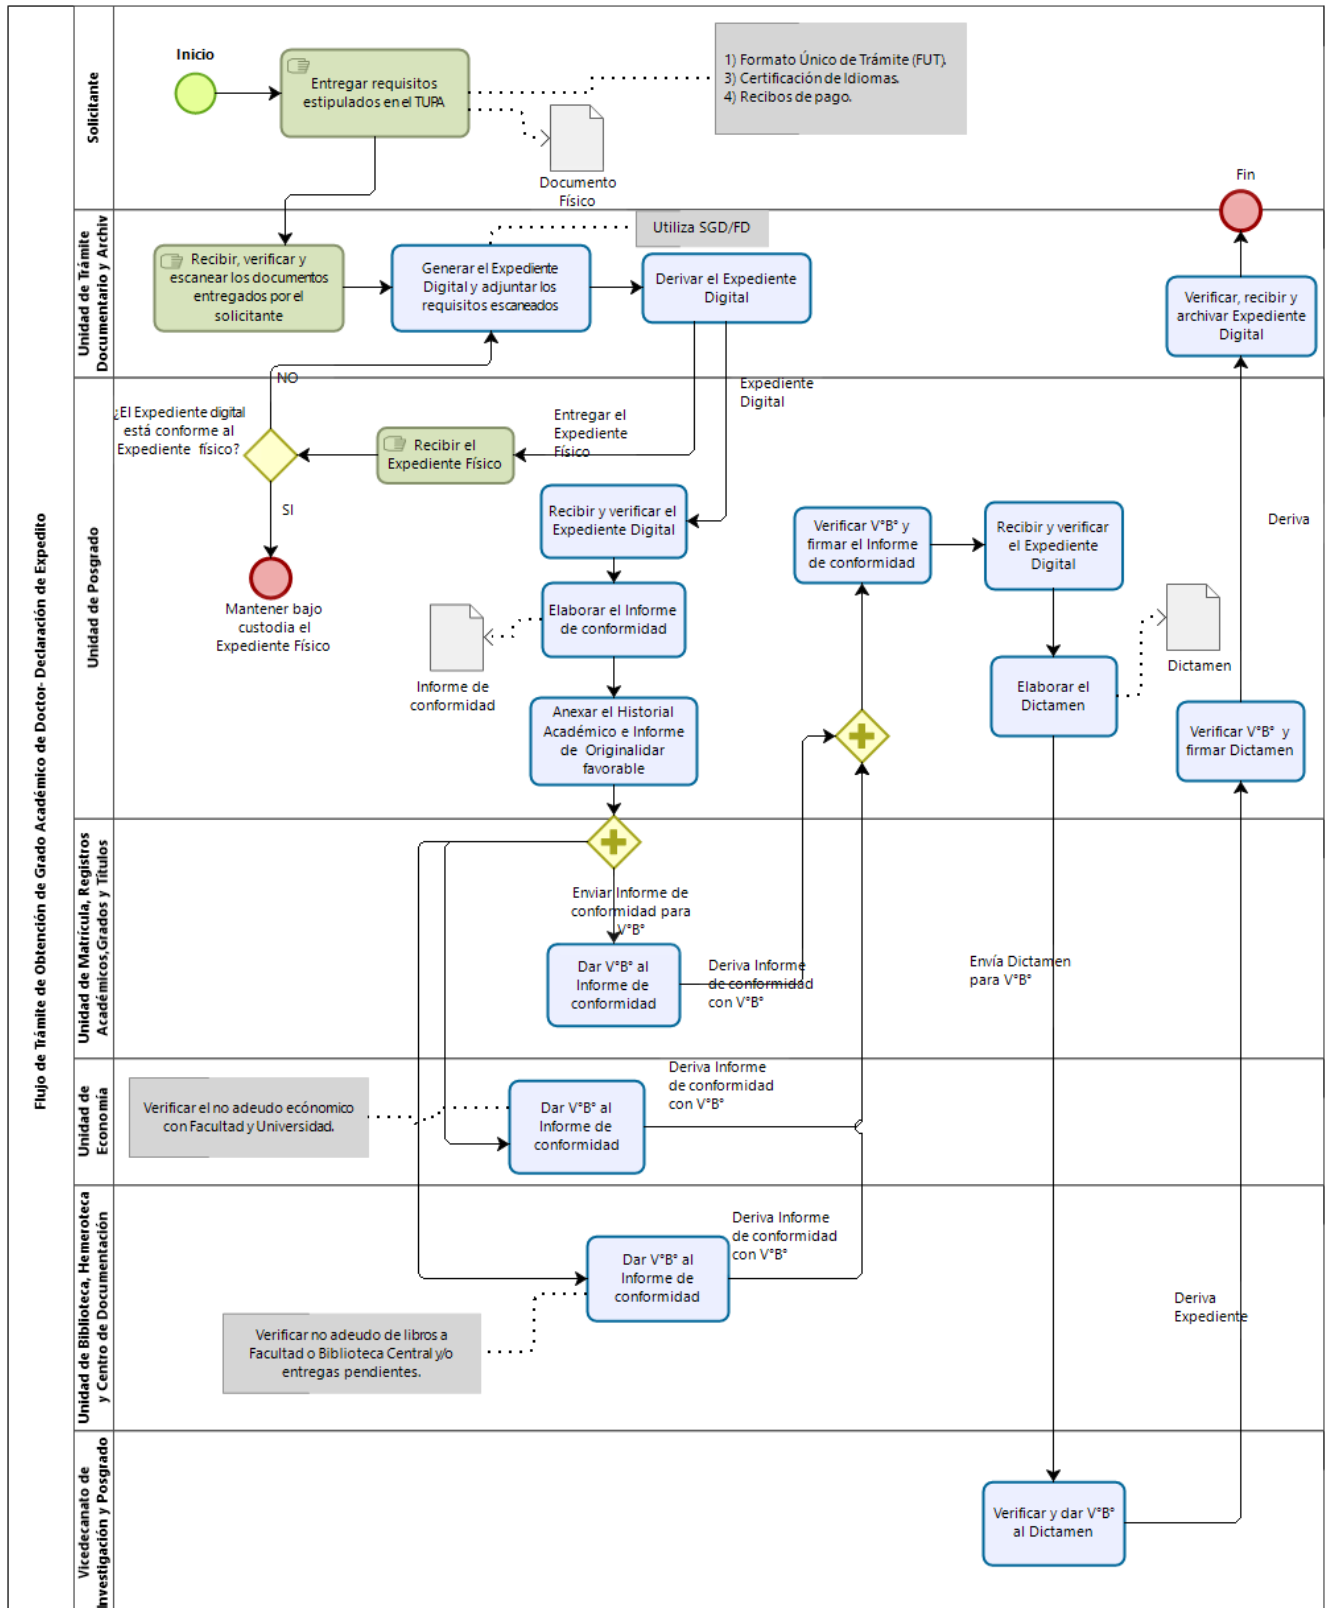 Flujo de Trámite de Obtención de Grado Académico de Doctor- Declaración de Expedito
Solicitante
Inicio
Entregar requisitos
estipulados en el TUPA
1) Formato Único de Trámite (FUT).
3) Certificación de Idiomas.
4) Recibos de pago.
Documento
Físico
Fin
Unidad de Trámite
Documentario y Archiv
Recibir, verificar y
escanear los documentos
entregados por el
solicitante
Utiliza SGD/FD
Generar el Expediente
Digital y adjuntar los
requisitos escaneados
Derivar el Expediente
Digital
Verificar, recibir y
archivar Expediente
Digital
NO
Unidad de Posgrado
¿El Expediente digital
está conforme al
Expediente físico?
Recibir el
Expediente Físico
Entregar el
Expediente
Físico
Expediente
Digital
SI
Mantener bajo
custodia el
Expediente Físico
Recibir y verificar el
Expediente Digital
Elaborar el Informe
de conformidad
Informe de
conformidad
Anexar el Historial
Académico e Informe
de Originalidar
favorable
Verificar V°B° y
firmar el Informe
de conformidad
Recibir y verificar
el Expediente
Digital
Elaborar el
Dictamen
Dictamen
Deriva
Verificar V°B° y
firmar Dictamen
Unidad de Matrícula, Registros
Académicos,Grados y Títulos
Enviar Informe de
conformidad para
V°B°
Dar V°B° al
Informe de
conformidad
Deriva Informe
de conformidad
con V°B°
Envía Dictamen
para V°B°
Unidad de
Economía
Verificar el no adeudo ecónomico
con Facultad y Universidad.
Dar V°B° al
Informe de
conformidad
Deriva Informe
de conformidad
con V°B°
Unidad de Biblioteca, Hemeroteca
y Centro de Documentación
Dar V°B° al
Informe de
conformidad
Deriva Informe
de conformidad
con V°B°
Verificar no adeudo de libros a
Facultad o Biblioteca Central y/o
entregas pendientes.
Deriva
Expediente
Vicedecanato de
Investigación y Posgrado
Verificar y dar V°B°
al Dictamen